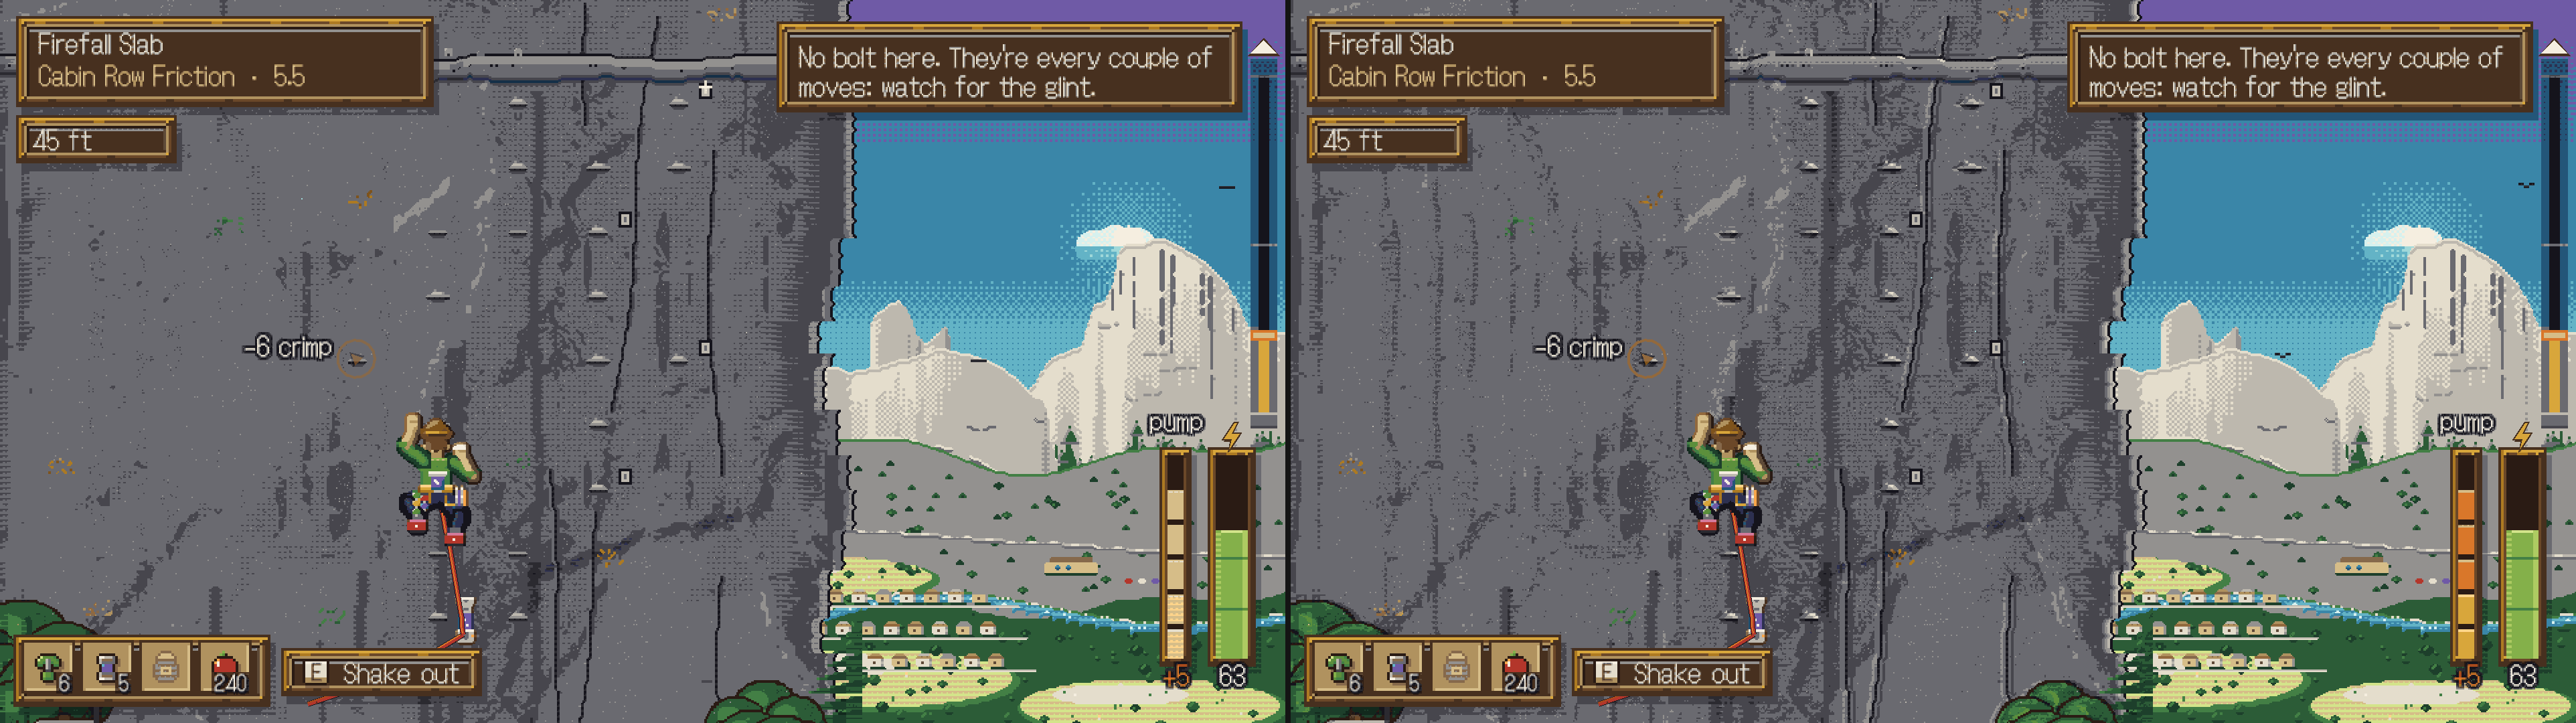 Firefall Slab
Cabin Row Friction · 5.5
45 ft
No bolt here. They're every couple of
moves: watch for the glint.
-6 crimp
pump
+5
63
6
5
240
E Shake out
Firefall Slab
Cabin Row Friction · 5.5
45 ft
No bolt here. They're every couple of
moves: watch for the glint.
-6 crimp
pump
+5
63
6
5
240
E Shake out